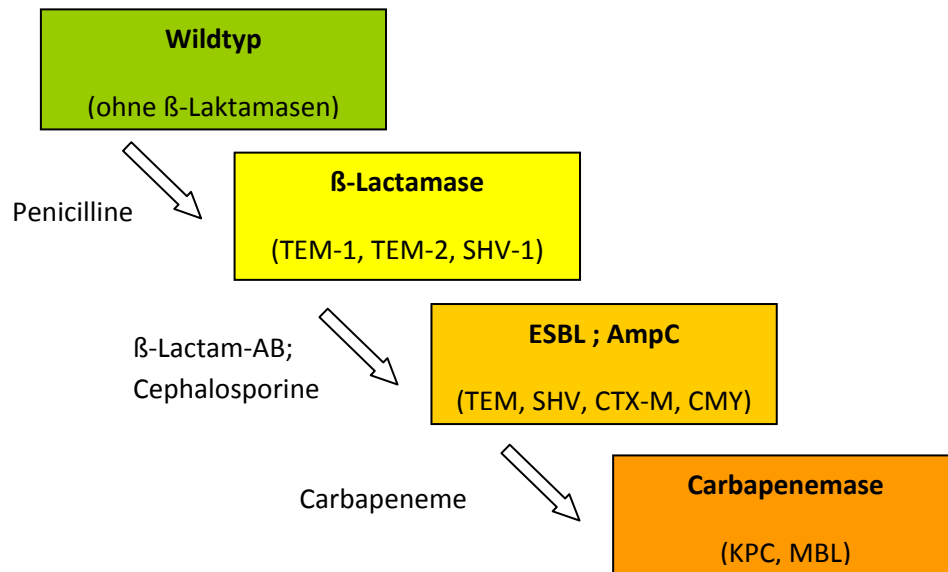 Wildtyp
(ohne ß-Laktamasen)
Penicilline
ß-Lactamase
(TEM-1, TEM-2, SHV-1)
ß-Lactam-AB;
Cephalosporine
ESBL ; AmpC
(TEM, SHV, CTX-M, CMY)
Carbapeneme
Carbapenemase
(KPC, MBL)